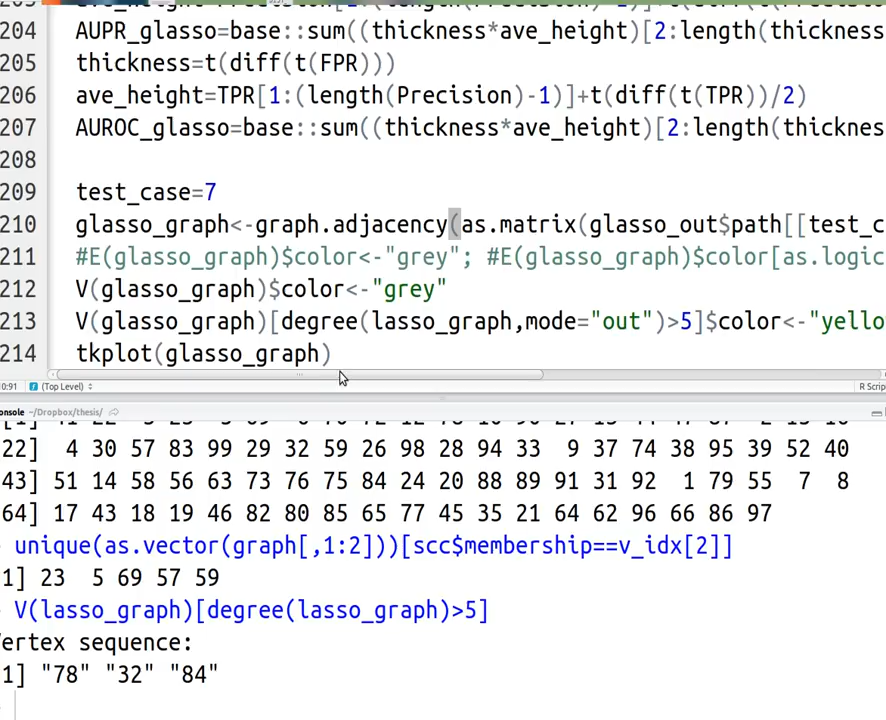 204 AUPR_glasso=base::sum((thickness*ave_height)[2:length(thickness
205 thickness=t(diff(t(FPR)))
206 ave_height=TPR[1:(length(Precision)-1)]+t(diff(t(TPR))/2)
207 AUROC_glasso=base::sum((thickness*ave_height)[2:length(thicknes
208
209 test_case=7
210 glasso_graph<-graph.adjacency(as.matrix(glasso_out$path[[test_c
211 #E(glasso_graph)$color<-"grey"; #E(glasso_graph)$color[as.logic
212 V(glasso_graph)$color<-"grey"
213 V(glasso_graph)[degree(lasso_graph,mode="out")>5]$color<-"yello
214 tkplot(glasso_graph)
0:91 (Top Level) R Scrip
onsole ~/Dropbox/thesis/
22] 4 30 57 83 99 29 32 59 26 98 28 94 33 9 37 74 38 95 39 52 40
43] 51 14 58 56 63 73 76 75 84 24 20 88 89 91 31 92 1 79 55 7 8
64] 17 43 18 19 46 82 80 85 65 77 45 35 21 64 62 96 66 86 97
unique(as.vector(graph[,1:2]))[scc$membership==v_idx[2]]
1] 23 5 69 57 59
V(lasso_graph)[degree(lasso_graph)>5]
ertex sequence:
1] "78" "32" "84"